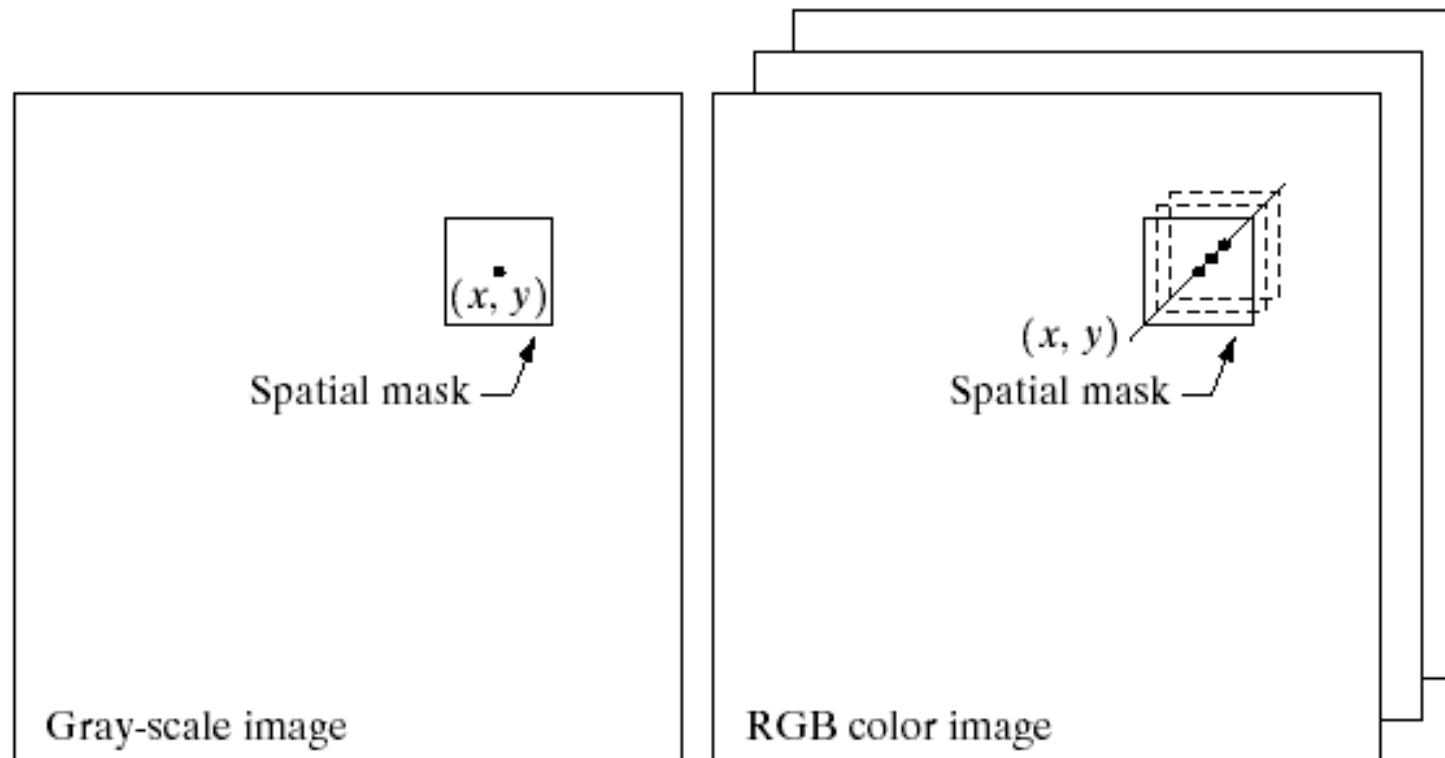 (x, y)
Spatial mask
Gray-scale image
(x, y)
Spatial mask
RGB color image